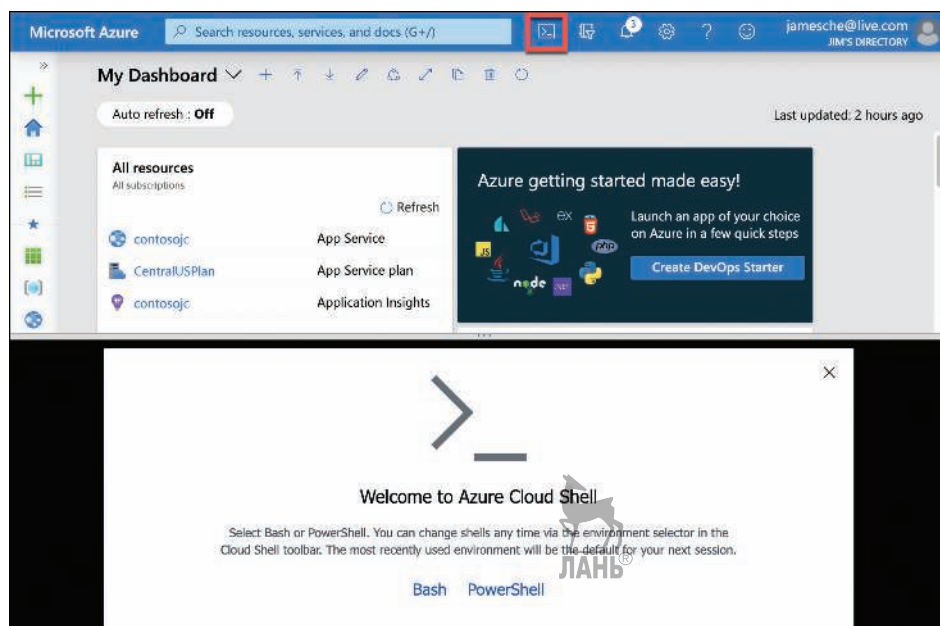 Microsoft Azure
Search resources, services, and docs (G+/)
3
jamesche@live.com
JIM'S DIRECTORY
My Dashboard
Auto refresh : Off
Last updated: 2 hours ago
All resources
All subscriptions
Refresh
contosojc App Service
CentralUSPlan App Service plan
contosojc Application Insights
Azure getting started made easy!
ex
JS
php
node
Launch an app of your choice
on Azure in a few quick steps
Create DevOps Starter
Welcome to Azure Cloud Shell
Select Bash or PowerShell. You can change shells any time via the environment selector in the
Cloud Shell toolbar. The most recently used environment will be the default for your next session.
ЛАНЬ®
Bash PowerShell